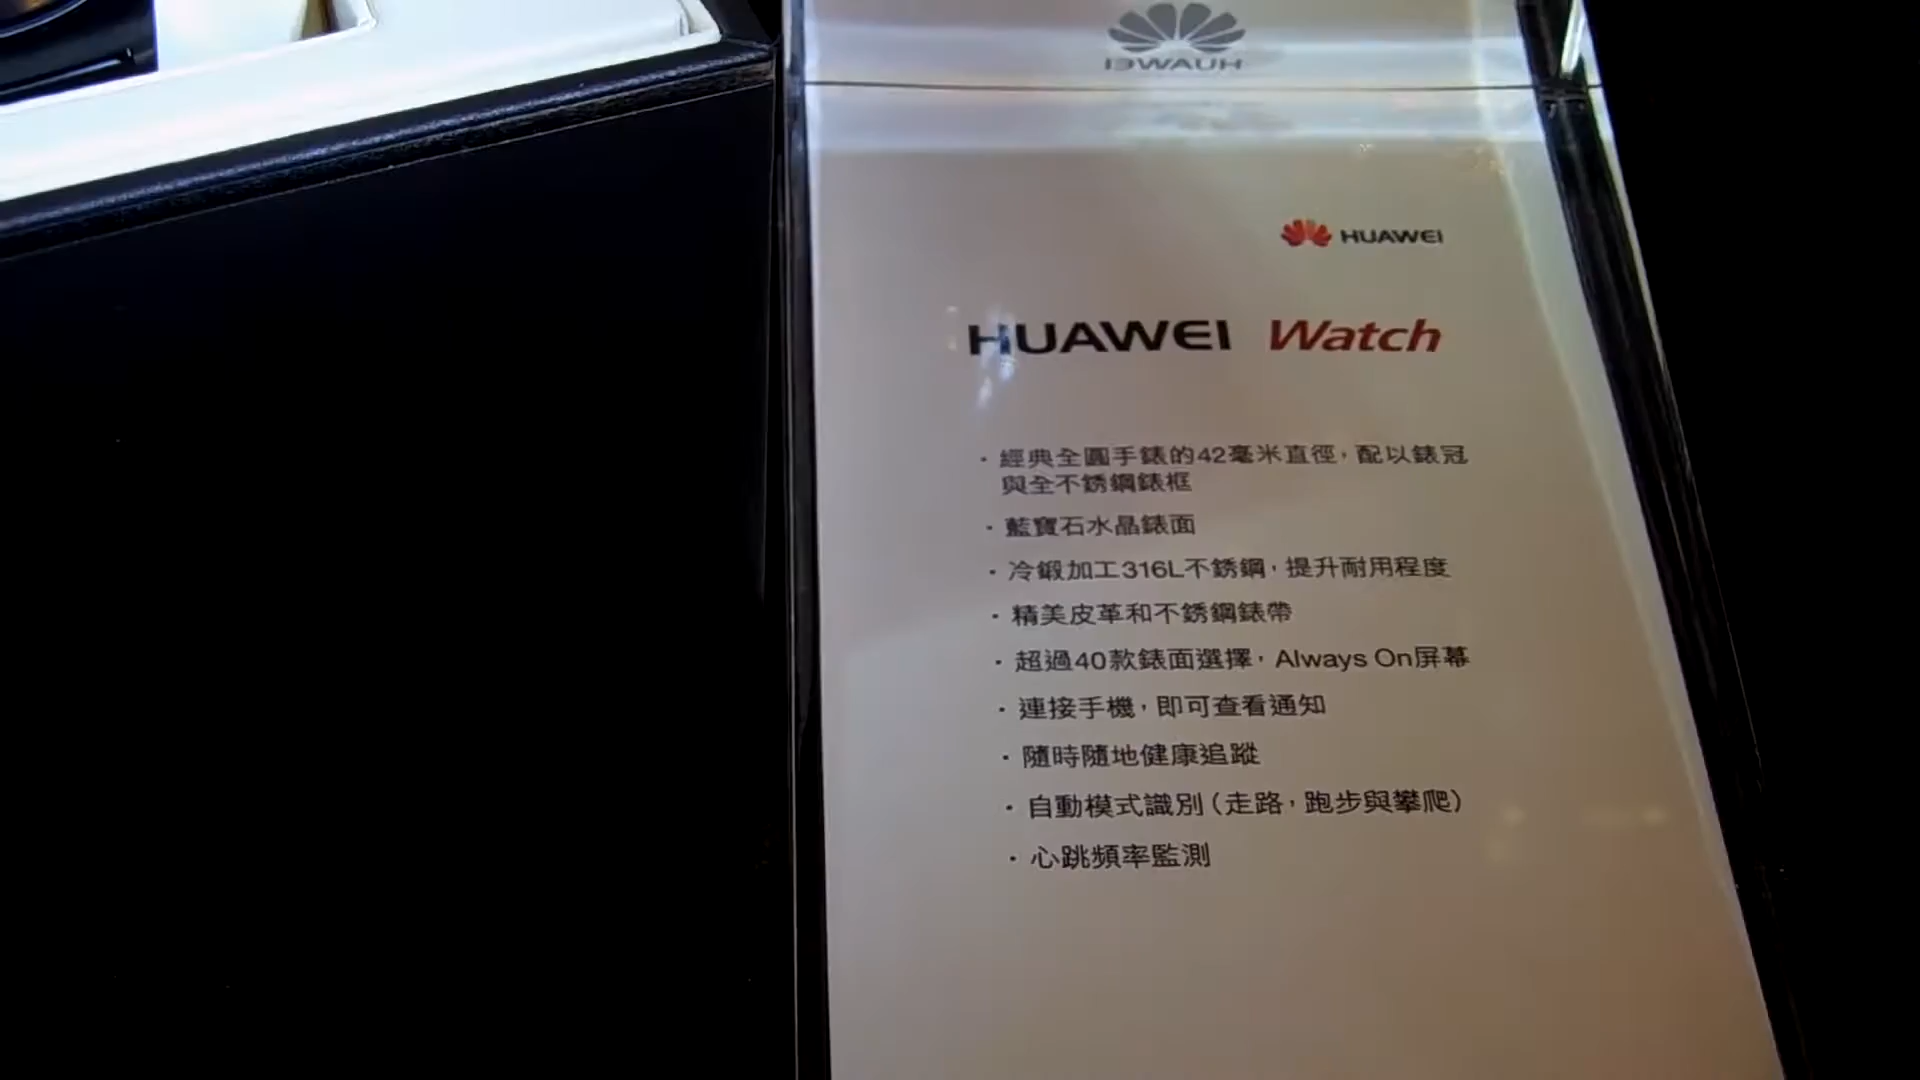 HUAWEI
HUAWEI
HUAWEI Watch
· 經典全圓手錶的42毫米直徑，配以錶冠
與全不銹鋼錶框
· 藍寶石水晶錶面
· 冷鍛加工316L不銹鋼，提升耐用程度
· 精美皮革和不銹鋼錶帶
· 超過40款錶面選擇，Always On屏幕
· 連接手機，即可查看通知
· 隨時隨地健康追蹤
· 自動模式識別（走路，跑步與攀爬）
· 心跳頻率監測